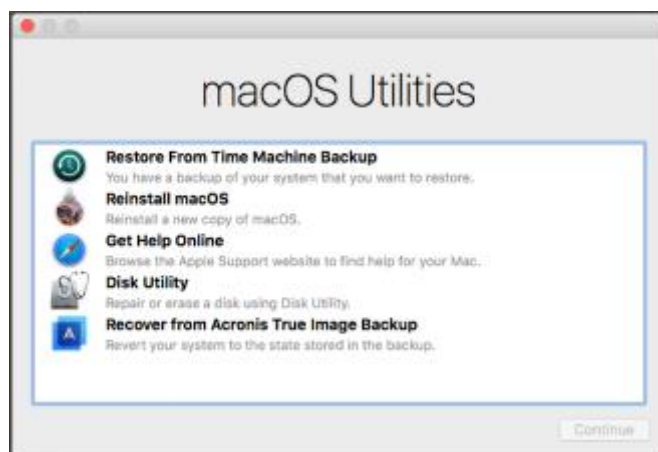 macOS Utilities
Restore From Time Machine Backup
You have a backup of your system that you want to restore.
Reinstall macOS
Reinstall a new copy of macOS.
Get Help Online
Browse the Apple Support website to find help for your Mac.
Disk Utility
Repair or erase a disk using Disk Utility.
A
Recover from Acronis True Image Backup
Revert your system to the state stored in the backup.
Continue